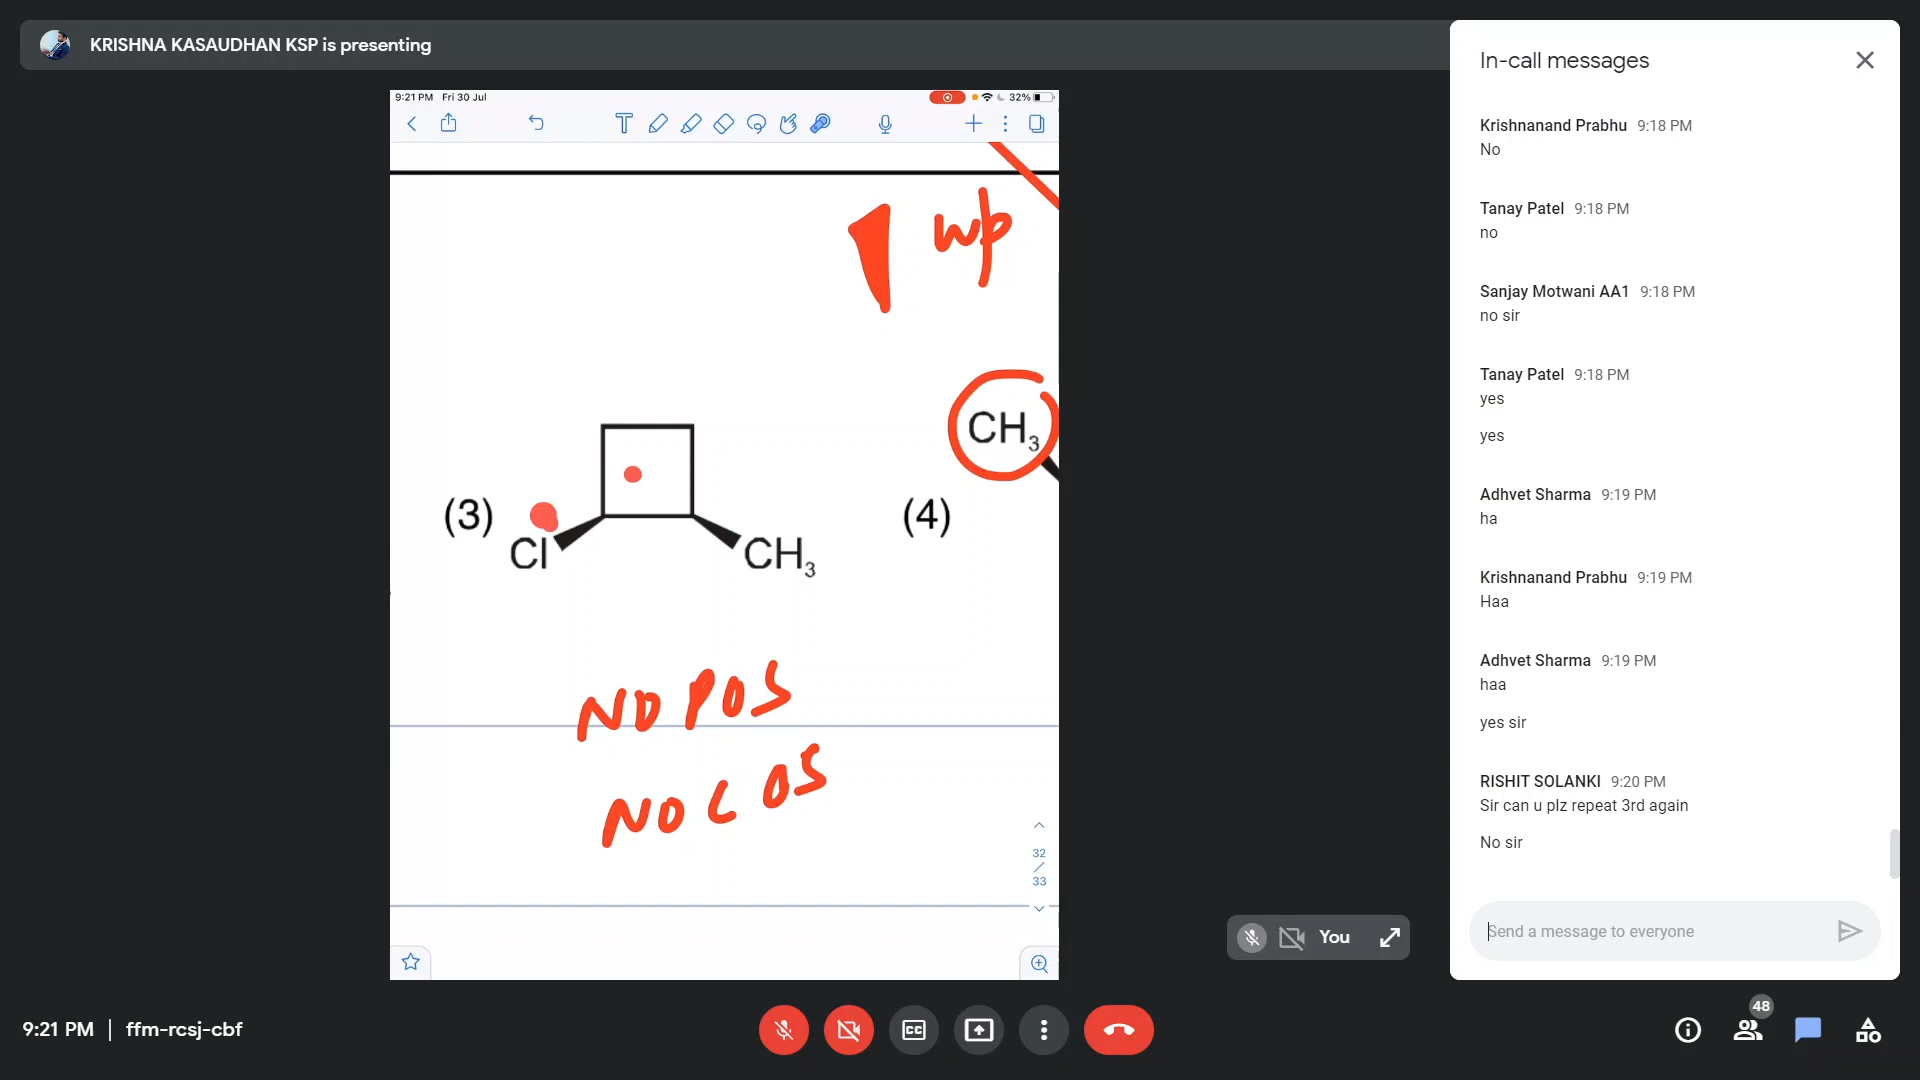 KRISHNA KASAUDHAN KSP is presenting
9:21 PM Fri 30 Jul
32%
wp
CH3
(3)
Cl
CH3
(4)
NO POS
NO COS
32
33
You
In-call messages
Krishnanand Prabhu 9:18 PM
No
Tanay Patel 9:18 PM
no
Sanjay Motwani AA1 9:18 PM
no sir
Tanay Patel 9:18 PM
yes
yes
Adhvet Sharma 9:19 PM
ha
Krishnanand Prabhu 9:19 PM
Haa
Adhvet Sharma 9:19 PM
haa
yes sir
RISHIT SOLANKI 9:20 PM
Sir can u plz repeat 3rd again
No sir
Send a message to everyone
9:21 PM | ffm-rcsj-cbf
CC
48